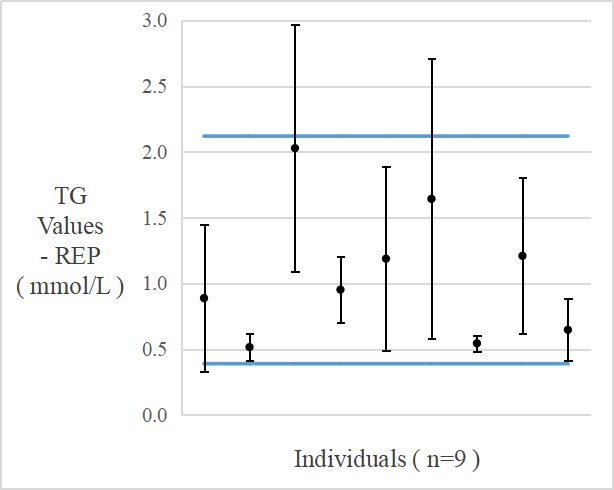 3.0
2.5
2.0
1.5
1.0
0.5
0.0
TG
Values
- REP
( mmol/L )
Individuals ( n=9 )